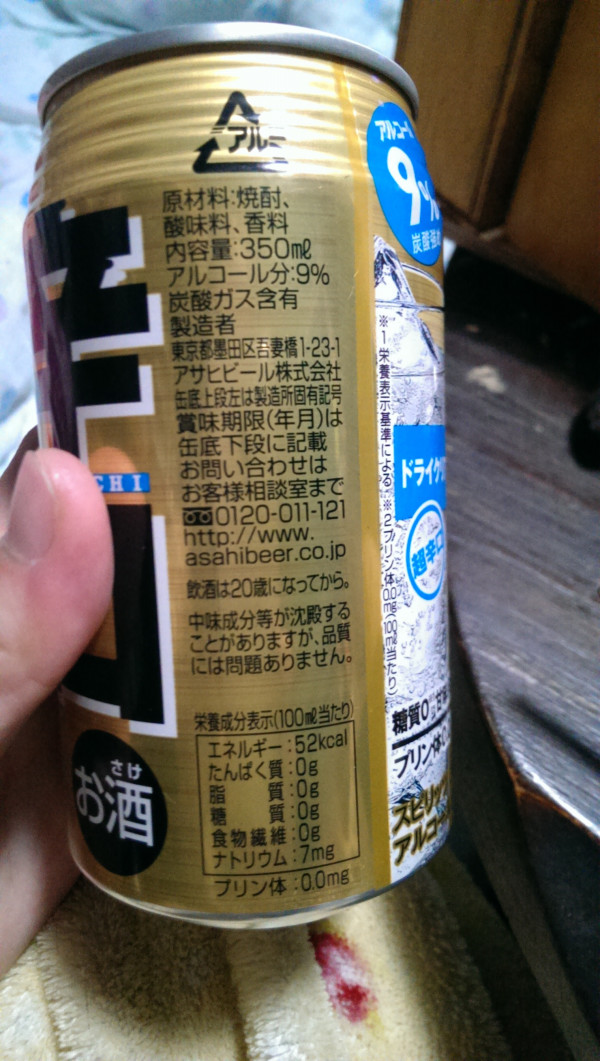 アルミ
原材料:焼酎、
酸味料、香料
内容量:350mℓ
アルコール分:9%
炭酸ガス含有
製造者
東京都墨田区吾妻橋1-23-1
アサヒビール株式会社
缶底上段左は製造所固有記号
賞味期限(年月)は
缶底下段に記載
お問い合わせは
お客様相談室まで
0120-011-121
http://www.
asahibeer.co.jp
飲酒は20歳になってから。
中味成分等が沈殿する
ことがありますが、品質
には問題ありません。
栄養成分表示(100mℓ当たり)
エネルギー:52kcal
たんぱく質:0g
脂質:0g
糖質:0g
食物繊維:0g
ナトリウム:7mg
プリン体:0.0mg
さけ
お酒
アルコール
9%
炭酸強め
※1栄養表示基準による ※2プリン体0.0mg(100mℓ当たり)
超辛口
糖質0
プリン体